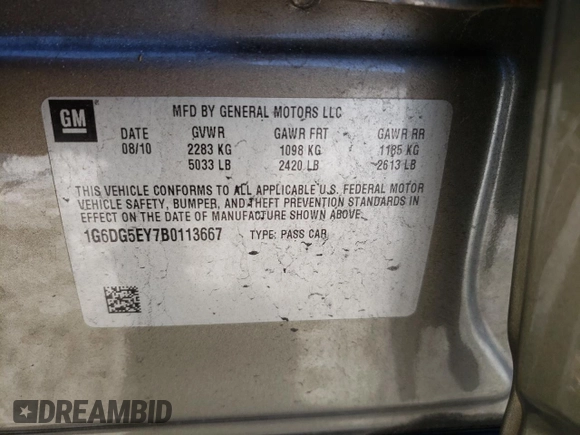 GM
MFD BY GENERAL MOTORS LLC
DATE GVWR GAWR FRT GAWR RR
08/10 2283 KG 1098 KG 1185 KG
5033 LB 2420 LB 2613 LB
THIS VEHICLE CONFORMS TO ALL APPLICABLE U.S. FEDERAL MOTOR
VEHICLE SAFETY, BUMPER, AND THEFT PREVENTION STANDARDS IN
EFFECT ON THE DATE OF MANUFACTURE SHOWN ABOVE.
1G6DG5EY7B0113667 TYPE: PASS CAR
DREAMBID